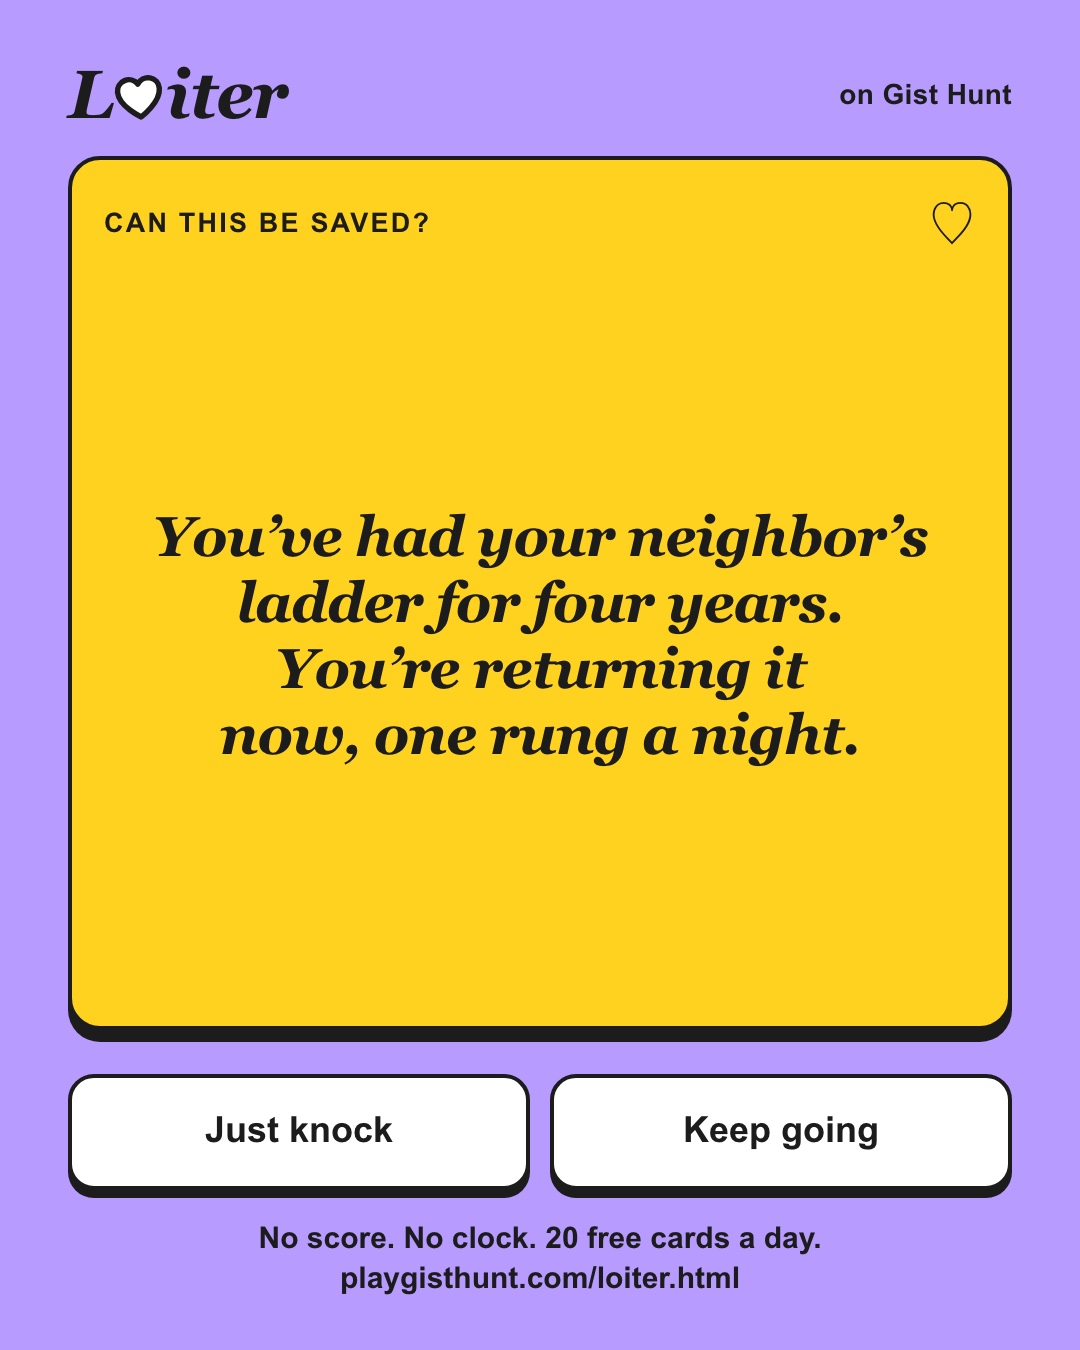 Loiter
on Gist Hunt
CAN THIS BE SAVED?
You’ve had your neighbor’s
ladder for four years.
You’re returning it
now, one rung a night.
Just knock
Keep going
No score. No clock. 20 free cards a day.
playgisthunt.com/loiter.html